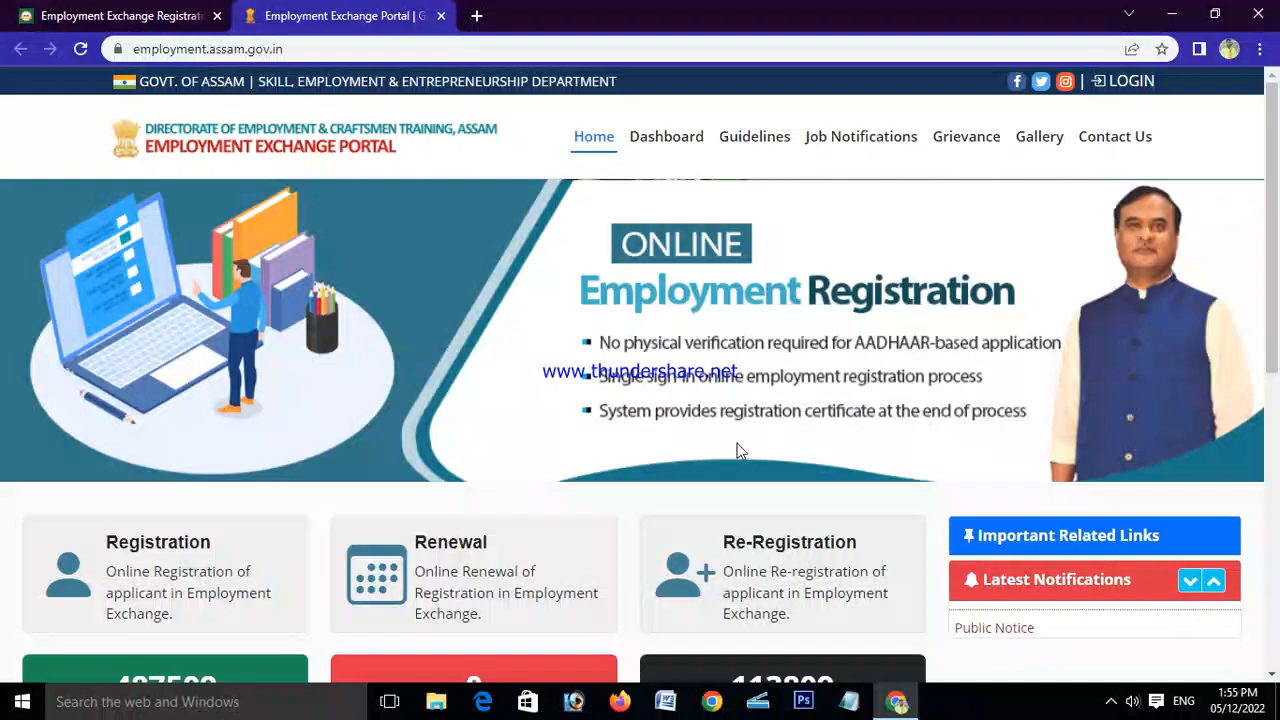 Employment Exchange Registrat
Employment Exchange Portal | G
employment.assam.gov.in
GOVT. OF ASSAM | SKILL, EMPLOYMENT & ENTREPRENEURSHIP DEPARTMENT
| LOGIN
DIRECTORATE OF EMPLOYMENT & CRAFTSMEN TRAINING, ASSAM
EMPLOYMENT EXCHANGE PORTAL
Home Dashboard Guidelines Job Notifications Grievance Gallery Contact Us
ONLINE
Employment Registration
No physical verification required for AADHAAR-based application
www.thundershare.net
Single sign-in online employment registration process
System provides registration certificate at the end of process
Registration
Online Registration of
applicant in Employment
Exchange.
Renewal
Online Renewal of
Registration in Employment
Exchange.
Re-Registration
Online Re-registration of
applicant in Employment
Exchange.
Important Related Links
Latest Notifications
Public Notice
Search the web and Windows
ENG
1:55 PM
05/12/2022